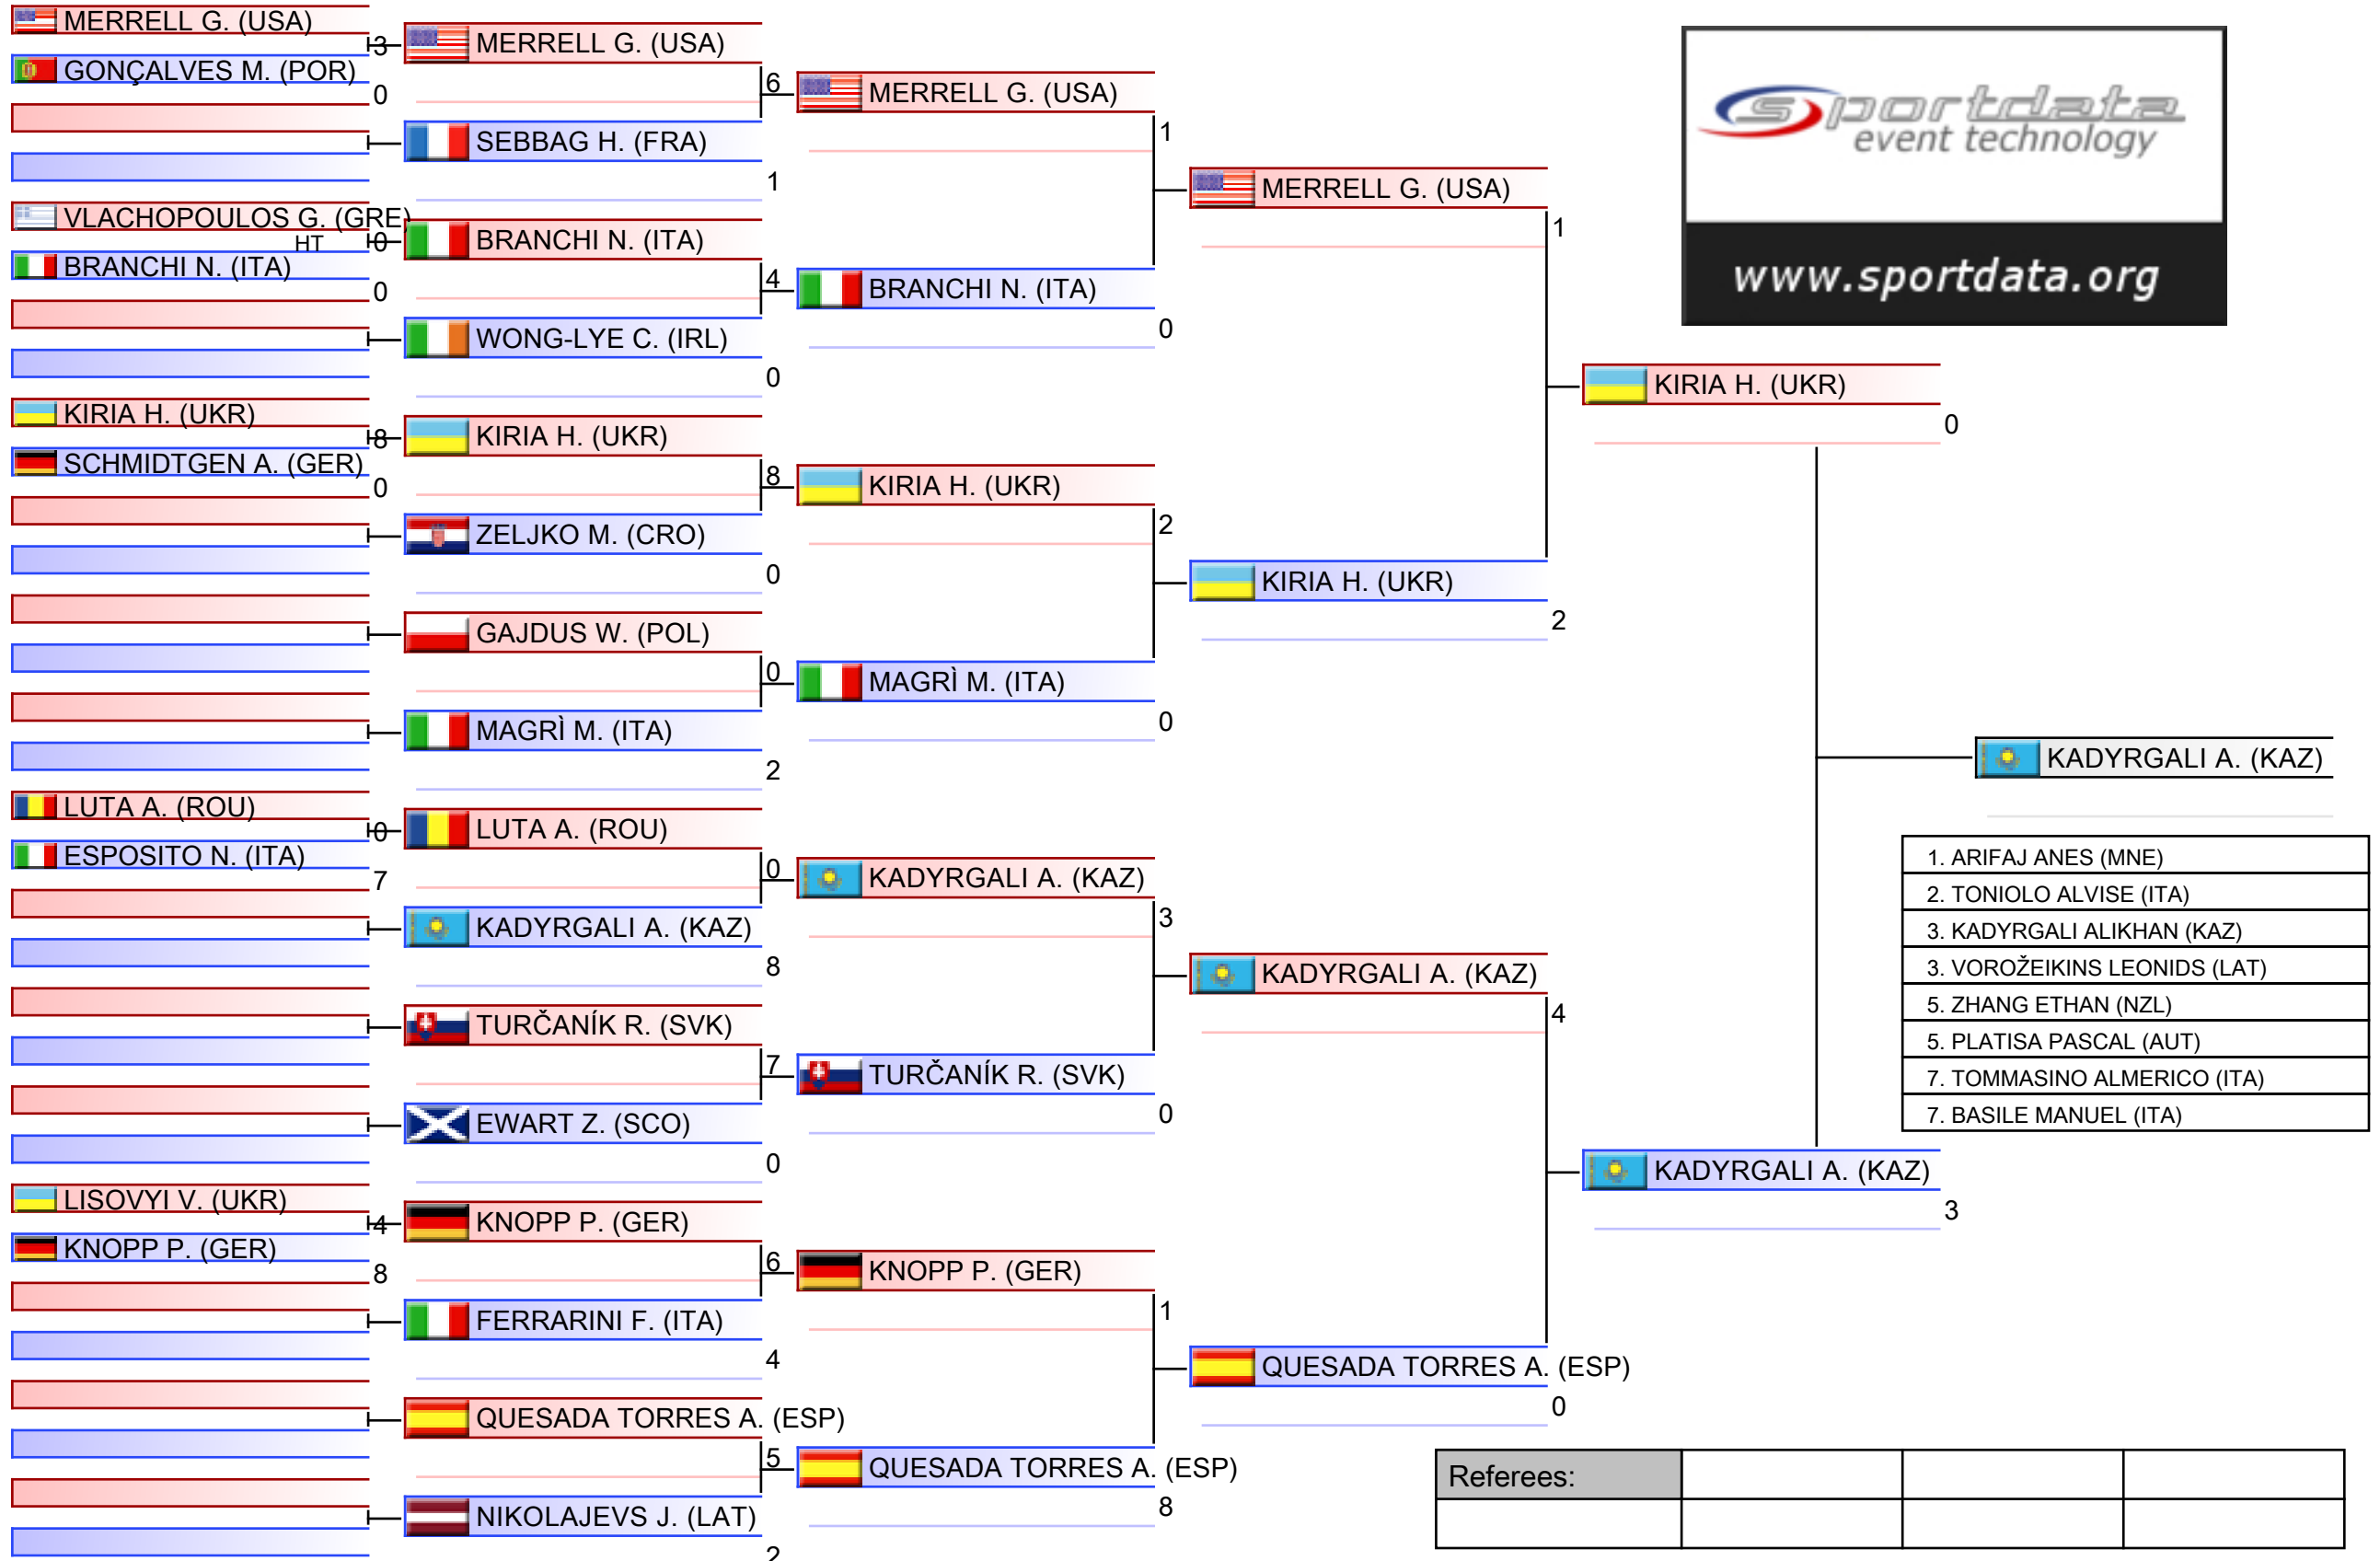 MERRELL G. (USA)
3
GONÇALVES M. (POR)
0
VLACHOPOULOS G. (GRE)
HT
0
BRANCHI N. (ITA)
0
KIRIA H. (UKR)
8
SCHMIDTGEN A. (GER)
0
LUTA A. (ROU)
0
ESPOSITO N. (ITA)
7
LISOVYI V. (UKR)
4
KNOPP P. (GER)
8
MERRELL G. (USA)
6
SEBBAG H. (FRA)
1
BRANCHI N. (ITA)
4
WONG-LYE C. (IRL)
0
KIRIA H. (UKR)
8
ZELJKO M. (CRO)
0
GAJDUS W. (POL)
0
MAGRÌ M. (ITA)
2
LUTA A. (ROU)
0
KADYRGALI A. (KAZ)
8
TURČANÍK R. (SVK)
7
EWART Z. (SCO)
0
KNOPP P. (GER)
6
FERRARINI F. (ITA)
4
QUESADA TORRES A. (ESP)
5
NIKOLAJEVS J. (LAT)
2
MERRELL G. (USA)
1
BRANCHI N. (ITA)
0
KIRIA H. (UKR)
2
MAGRÌ M. (ITA)
0
KADYRGALI A. (KAZ)
3
TURČANÍK R. (SVK)
0
KNOPP P. (GER)
1
QUESADA TORRES A. (ESP)
8
MERRELL G. (USA)
1
KIRIA H. (UKR)
2
KADYRGALI A. (KAZ)
4
QUESADA TORRES A. (ESP)
0
KIRIA H. (UKR)
0
KADYRGALI A. (KAZ)
3
KADYRGALI A. (KAZ)
sportdata
event technology
www.sportdata.org
1. ARIFAJ ANES (MNE)
2. TONIOLO ALVISE (ITA)
3. KADYRGALI ALIKHAN (KAZ)
3. VOROŽEIKINS LEONIDS (LAT)
5. ZHANG ETHAN (NZL)
5. PLATISA PASCAL (AUT)
7. TOMMASINO ALMERICO (ITA)
7. BASILE MANUEL (ITA)
Referees: